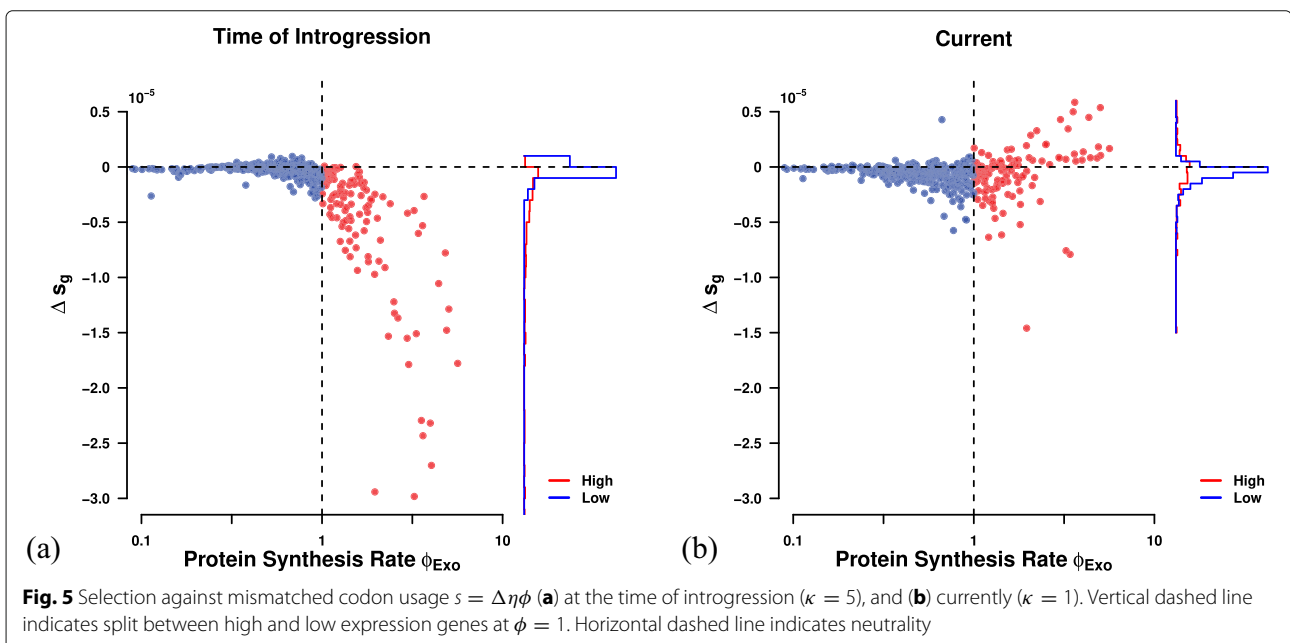 Time of Introgression
10⁻⁵
0.5
0
−0.5
−1.0
−1.5
−2.0
−2.5
−3.0
Δ s_g
0.1
1
10
High
Low
(a)
Protein Synthesis Rate ϕ_Exo
Current
10⁻⁵
0.5
0
−0.5
−1.0
−1.5
−2.0
−2.5
−3.0
Δ s_g
0.1
1
10
High
Low
(b)
Protein Synthesis Rate ϕ_Exo
Fig. 5 Selection against mismatched codon usage s = Δηϕ (a) at the time of introgression (κ = 5), and (b) currently (κ = 1). Vertical dashed line
indicates split between high and low expression genes at ϕ = 1. Horizontal dashed line indicates neutrality